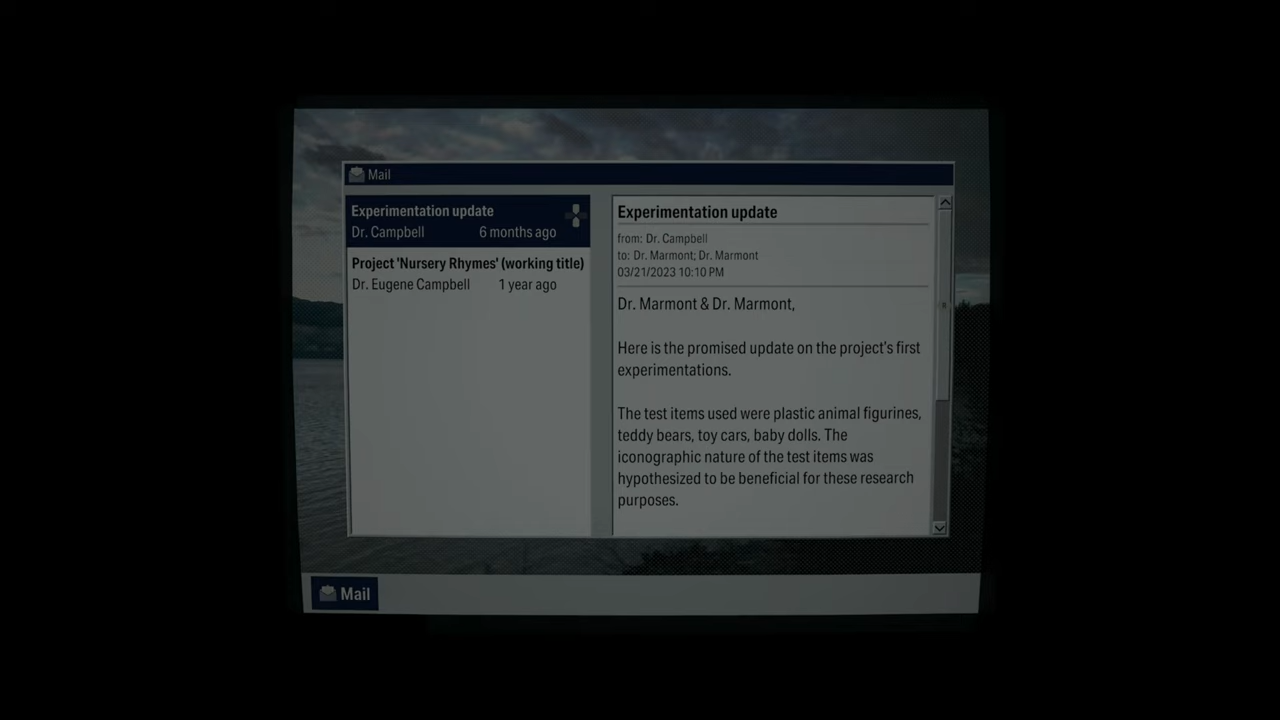 Mail
Experimentation update
Dr. Campbell 6 months ago
Project 'Nursery Rhymes' (working title)
Dr. Eugene Campbell 1 year ago
Experimentation update
from: Dr. Campbell
to: Dr. Marmont; Dr. Marmont
03/21/2023 10:10 PM
Dr. Marmont & Dr. Marmont,
Here is the promised update on the project's first
experimentations.
The test items used were plastic animal figurines,
teddy bears, toy cars, baby dolls. The
iconographic nature of the test items was
hypothesized to be beneficial for these research
purposes.
Mail